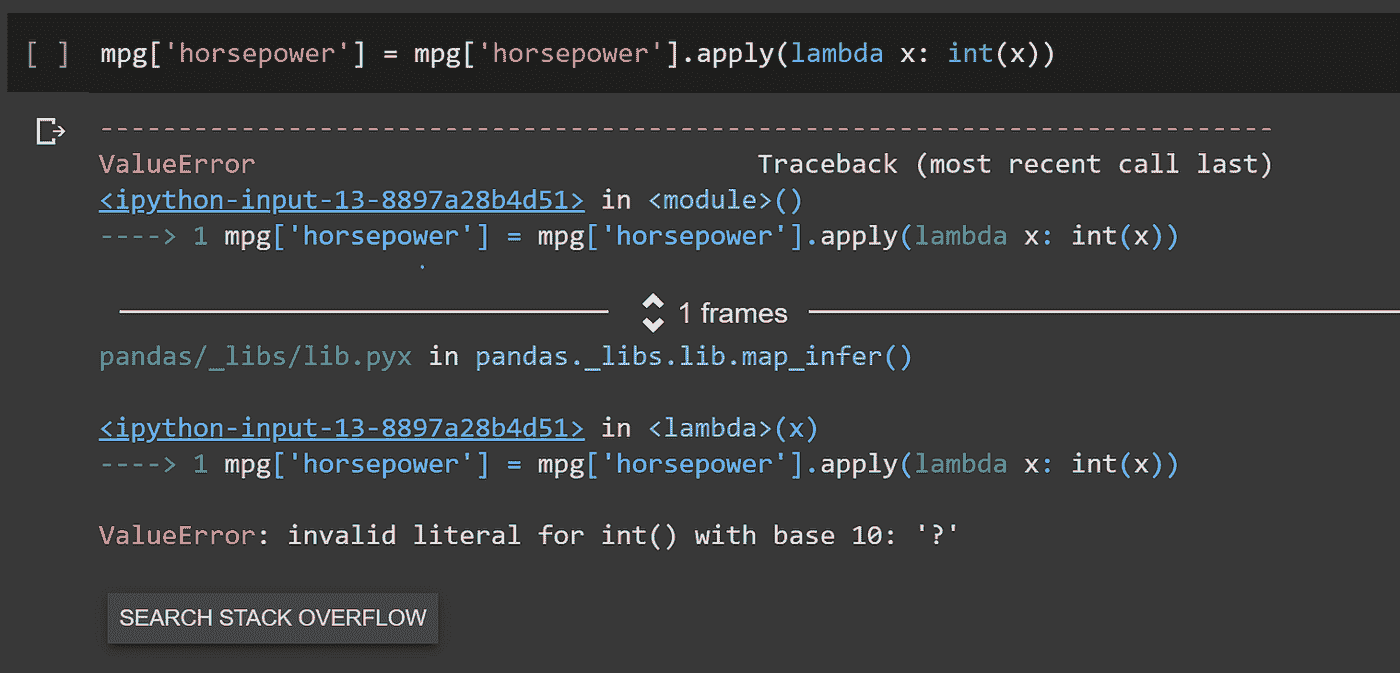 [ ] mpg['horsepower'] = mpg['horsepower'].apply(lambda x: int(x))
---------------------------------------------------------------------------
ValueError Traceback (most recent call last)
<ipython-input-13-8897a28b4d51> in <module>()
----> 1 mpg['horsepower'] = mpg['horsepower'].apply(lambda x: int(x))
1 frames
pandas/_libs/lib.pyx in pandas._libs.lib.map_infer()
<ipython-input-13-8897a28b4d51> in <lambda>(x)
----> 1 mpg['horsepower'] = mpg['horsepower'].apply(lambda x: int(x))
ValueError: invalid literal for int() with base 10: '?'
SEARCH STACK OVERFLOW